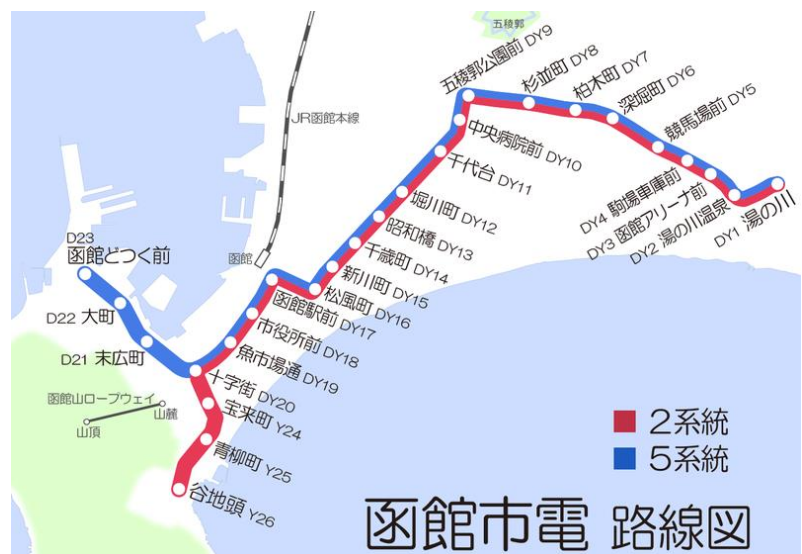 五稜郭
五稜郭公園前 DY9
杉並町 DY8
柏木町 DY7
深堀町 DY6
競馬場前 DY5
JR函館本線
中央病院前 DY10
千代台 DY11
堀川町 DY12
昭和橋 DY13
千歳町 DY14
新川町 DY15
松風町 DY16
函館駅前 DY17
市役所前 DY18
魚市場通 DY19
十字街 DY20
DY4 駒場車庫前
DY3 函館アリーナ前
DY2 湯の川温泉
DY1 湯の川
函館
D23
函館どつく前
D22 大町
D21 末広町
函館山ロープウェイ
山麓
山頂
宝来町 Y24
青柳町 Y25
谷地頭 Y26
2系統
5系統
函館市電 路線図